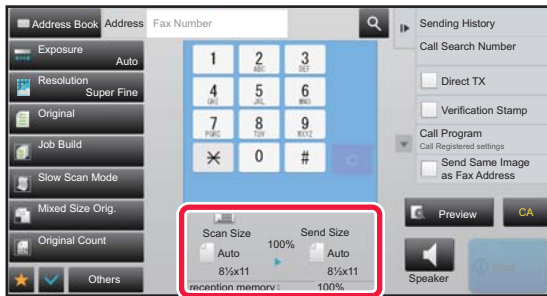 Address Book
Address
Fax Number
Sending History
Call Search Number
Direct TX
Verification Stamp
Call Program
Call Registered settings
Send Same Image
as Fax Address
Exposure
Auto
Resolution
Super Fine
Original
Job Build
Slow Scan Mode
Mixed Size Orig.
Original Count
Others
1
2
ABC
3
DEF
4
GHI
5
JKL
6
MNO
7
PQRS
8
TUV
9
WXYZ
0
#
C
Scan Size
100%
Send Size
Auto
Auto
8½x11
8½x11
reception memory:
100%
Preview
CA
Speaker
Start